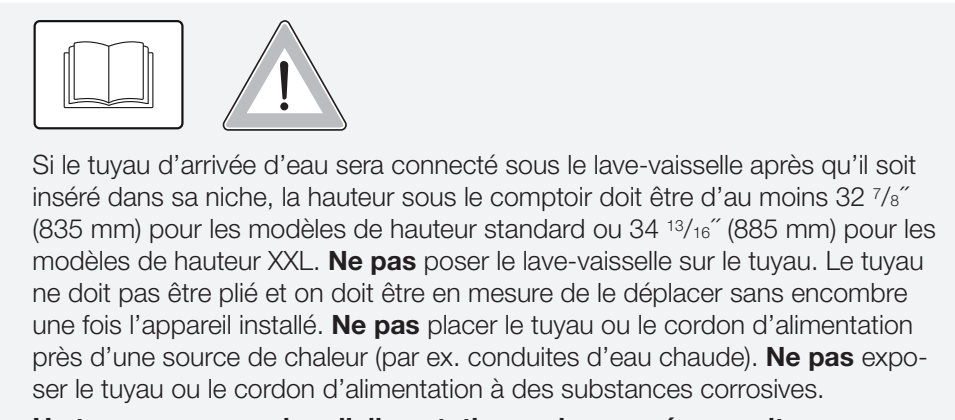 Si le tuyau d’arrivée d’eau sera connecté sous le lave-vaisselle après qu’il soit
inséré dans sa niche, la hauteur sous le comptoir doit être d’au moins 32 ⁷/₈˝
(835 mm) pour les modèles de hauteur standard ou 34 ¹³/₁₆˝ (885 mm) pour les
modèles de hauteur XXL. Ne pas poser le lave-vaisselle sur le tuyau. Le tuyau
ne doit pas être plié et on doit être en mesure de le déplacer sans encombre
une fois l’appareil installé. Ne pas placer le tuyau ou le cordon d’alimentation
près d’une source de chaleur (par ex. conduites d’eau chaude). Ne pas expo-
ser le tuyau ou le cordon d’alimentation à des substances corrosives.